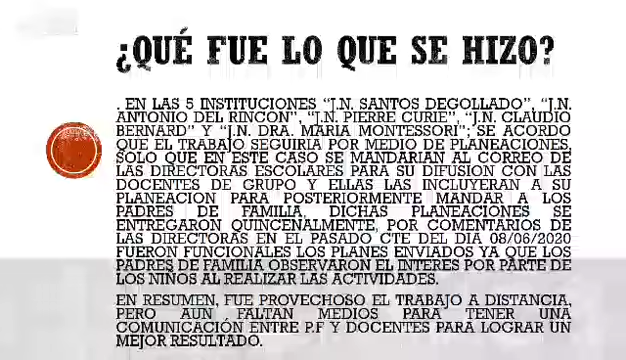 ¿QUÉ FUE LO QUE SE HIZO?
. EN LAS 5 INSTITUCIONES “J.N. SANTOS DEGOLLADO”, “J.N.
ANTONIO DEL RINCON”, “J.N. PIERRE CURIE”, “J.N. CLAUDIO
BERNARD” Y “J.N. DRA. MARIA MONTESSORI”; SE ACORDO
QUE EL TRABAJO SEGUIRIA POR MEDIO DE PLANEACIONES,
SOLO QUE EN ESTE CASO SE MANDARIAN AL CORREO DE
LAS DIRECTORAS ESCOLARES PARA SU DIFUSION CON LAS
DOCENTES DE GRUPO Y ELLAS LAS INCLUYERAN A SU
PLANEACION PARA POSTERIORMENTE MANDAR A LOS
PADRES DE FAMILIA, DICHAS PLANEACIONES SE
ENTREGARON QUINCENALMENTE, POR COMENTARIOS DE
LAS DIRECTORAS EN EL PASADO CTE DEL DIA 08/06/2020
FUERON FUNCIONALES LOS PLANES ENVIADOS YA QUE LOS
PADRES DE FAMILIA OBSERVARON EL INTERES POR PARTE DE
LOS NIÑOS AL REALIZAR LAS ACTIVIDADES.
EN RESUMEN, FUE PROVECHOSO EL TRABAJO A DISTANCIA,
PERO AUN FALTAN MEDIOS PARA TENER UNA
COMUNICACIÓN ENTRE P.F Y DOCENTES PARA LOGRAR UN
MEJOR RESULTADO.